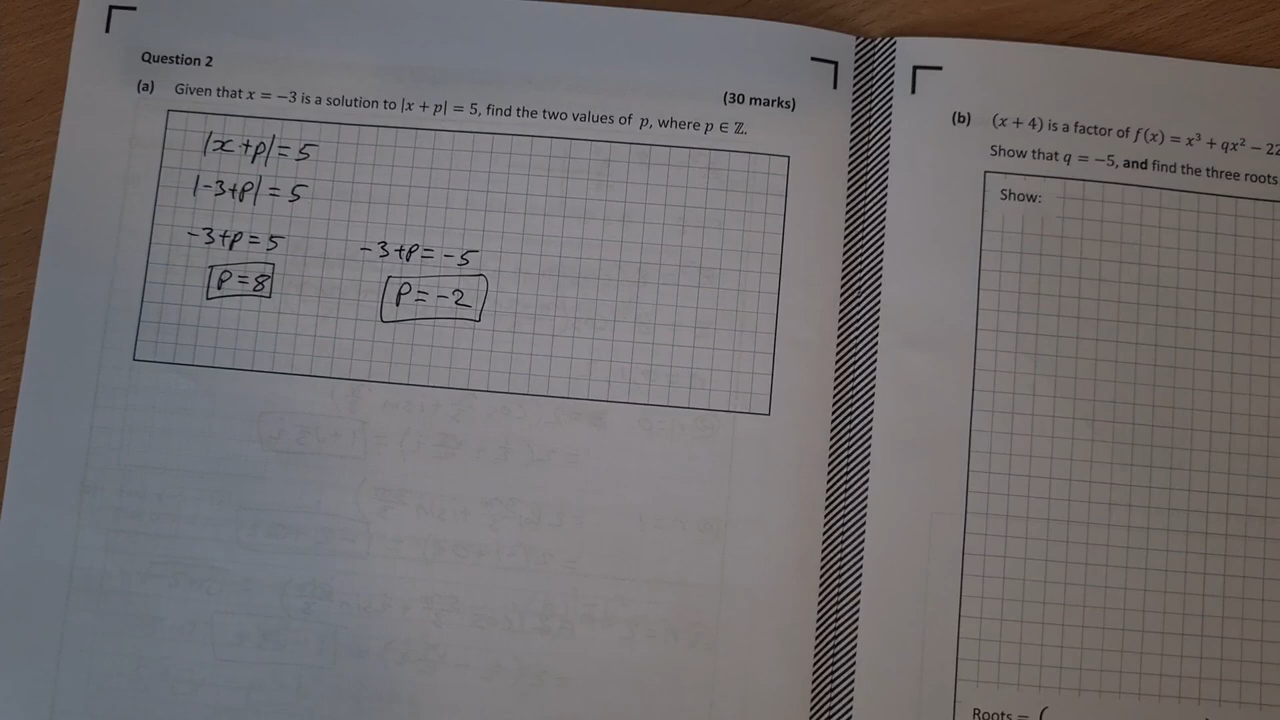 Question 2
(30 marks)
(a) Given that x = −3 is a solution to |x + p| = 5, find the two values of p, where p ∈ ℤ.
|x+p|=5
|-3+p|=5
-3+p=5 -3+p=-5
p=8 p=-2
(b) (x + 4) is a factor of f(x) = x³ + qx² − 22
Show that q = −5, and find the three roots
Show:
Roots = (